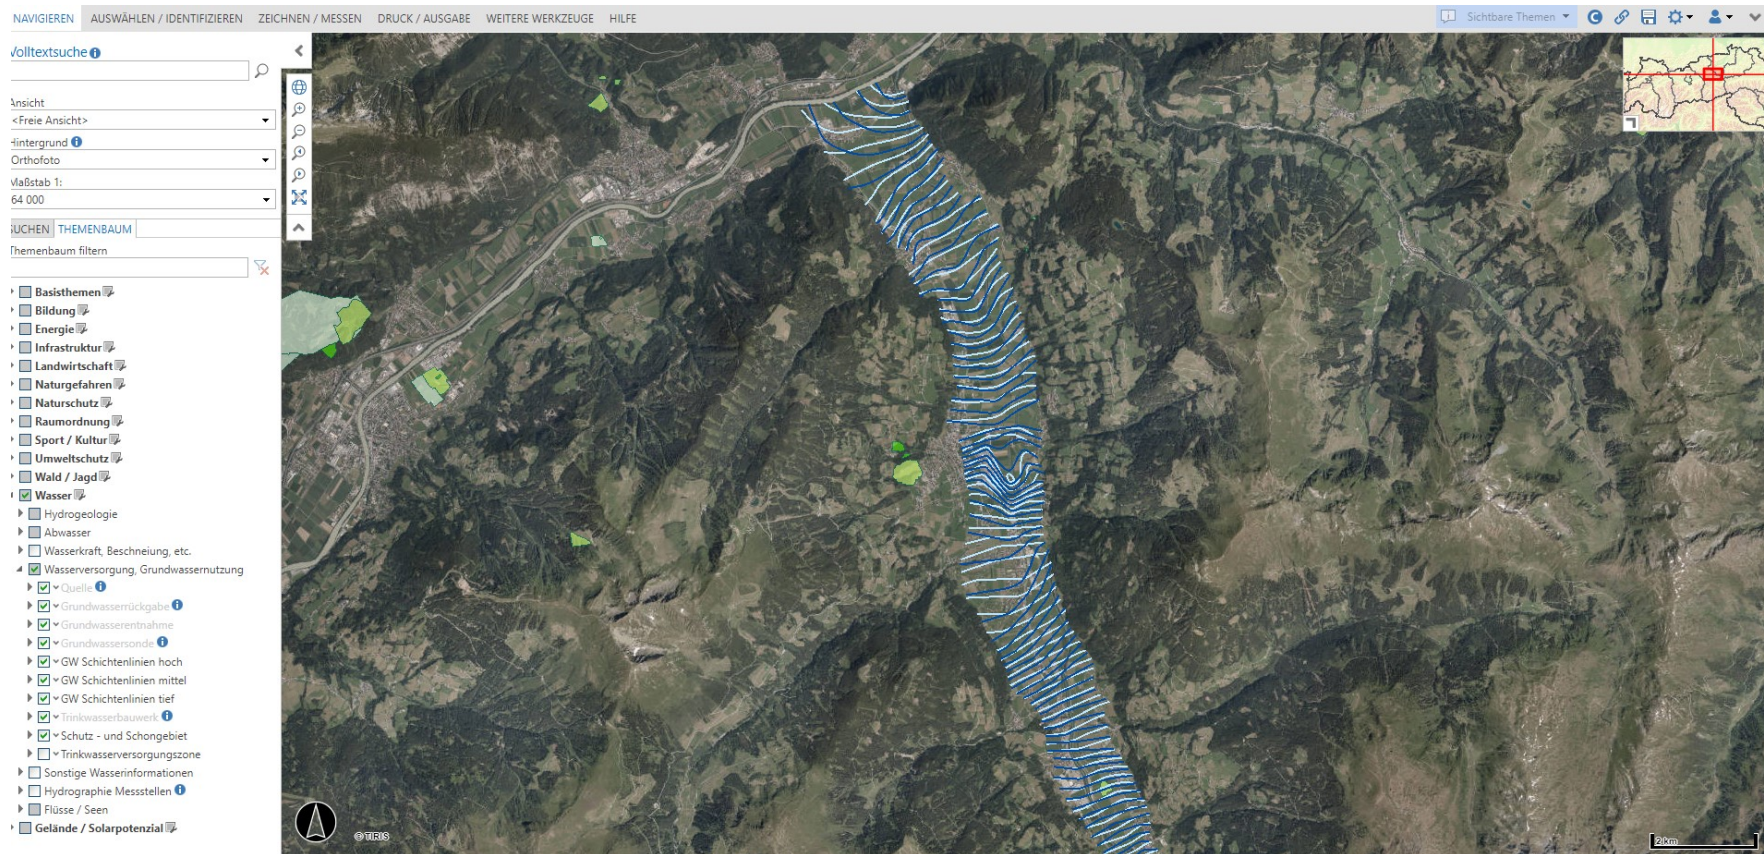 NAVIGIEREN AUSWÄHLEN / IDENTIFIZIEREN ZEICHNEN / MESSEN DRUCK / AUSGABE WEITERE WERKZEUGE HILFE Sichtbare Themen
Volltextsuche
Ansicht
<Freie Ansicht>
Hintergrund
Orthofoto
Maßstab 1:
64 000
SUCHEN THEMENBAUM
Themenbaum filtern
Basisthemen
Bildung
Energie
Infrastruktur
Landwirtschaft
Naturgefahren
Naturschutz
Raumordnung
Sport / Kultur
Umweltschutz
Wald / Jagd
Wasser
Hydrogeologie
Abwasser
Wasserkraft, Beschneiung, etc.
Wasserversorgung, Grundwassernutzung
Quelle
Grundwasserrückgabe
Grundwasserentnahme
Grundwassersonde
GW Schichtenlinien hoch
GW Schichtenlinien mittel
GW Schichtenlinien tief
Trinkwasserbauwerk
Schutz - und Schongebiet
Trinkwasserversorgungszone
Sonstige Wasserinformationen
Hydrographie Messstellen
Flüsse / Seen
Gelände / Solarpotenzial
© TIRIS
2 km